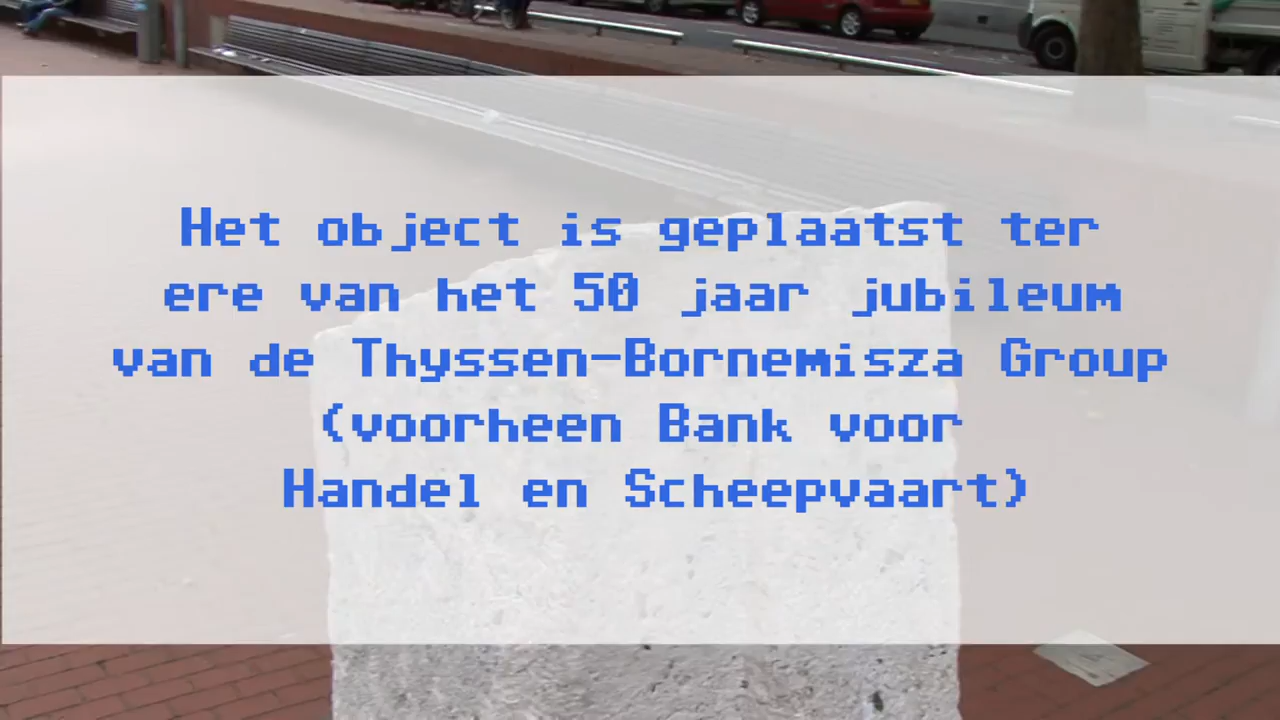 Het object is geplaatst ter
ere van het 50 jaar jubileum
van de Thyssen-Bornemisza Group
(voorheen Bank voor
Handel en Scheepvaart)